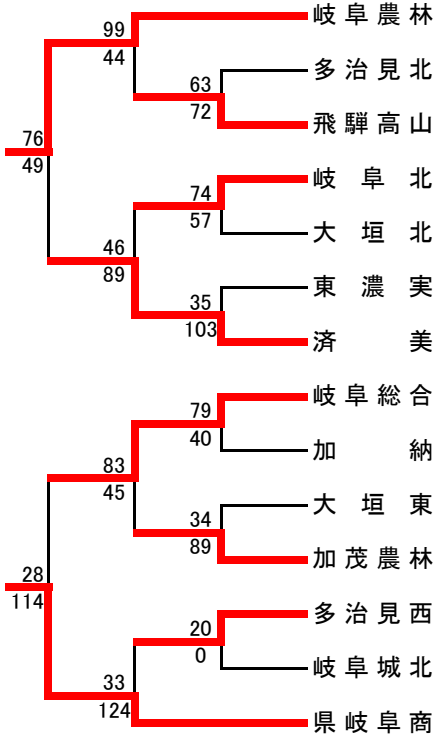 岐阜農林
99
44
多治見北
63
72
飛騨高山
76
49
岐阜北
74
57
大垣北
46
89
東濃実
35
103
済美
岐阜総合
79
40
加納
83
45
大垣東
34
89
加茂農林
28
114
多治見西
20
0
岐阜城北
33
124
県岐阜商